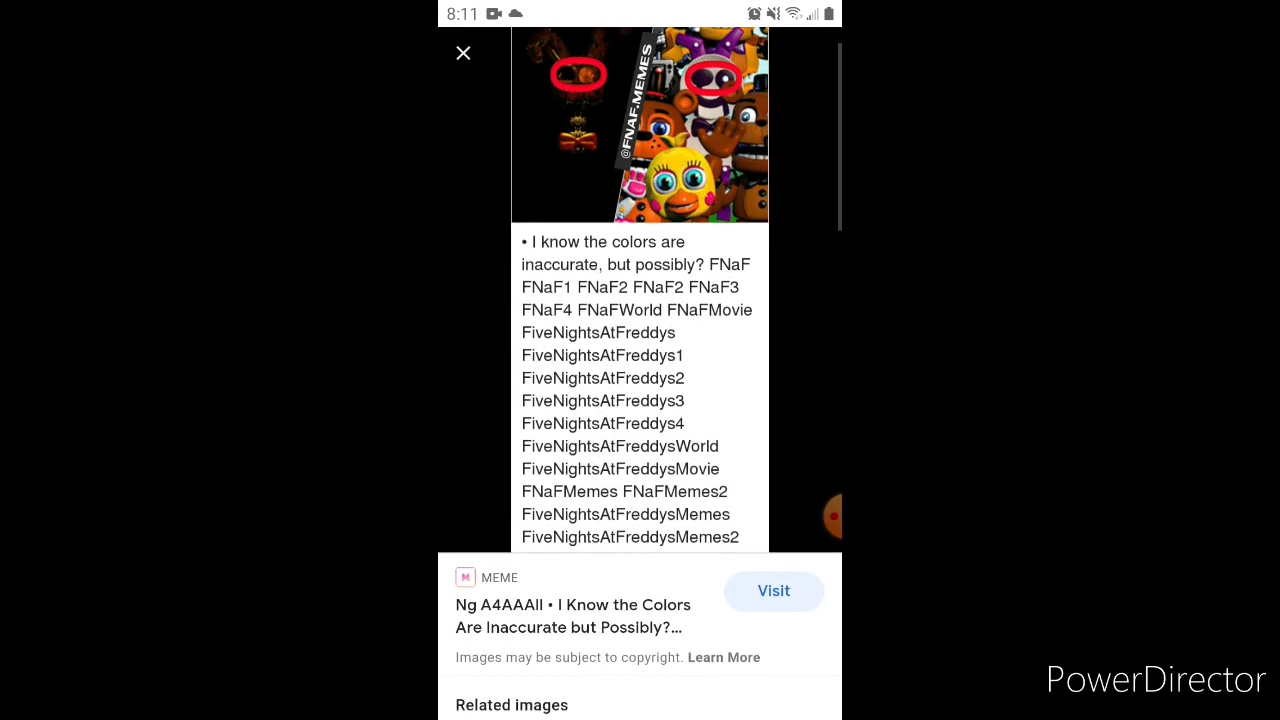 8:11
@FNAF.MEMES
• I know the colors are
inaccurate, but possibly? FNaF
FNaF1 FNaF2 FNaF2 FNaF3
FNaF4 FNaFWorld FNaFMovie
FiveNightsAtFreddys
FiveNightsAtFreddys1
FiveNightsAtFreddys2
FiveNightsAtFreddys3
FiveNightsAtFreddys4
FiveNightsAtFreddysWorld
FiveNightsAtFreddysMovie
FNaFMemes FNaFMemes2
FiveNightsAtFreddysMemes
FiveNightsAtFreddysMemes2
M MEME
Visit
Ng A4AAAll • I Know the Colors
Are Inaccurate but Possibly?...
Images may be subject to copyright. Learn More
PowerDirector
Related images